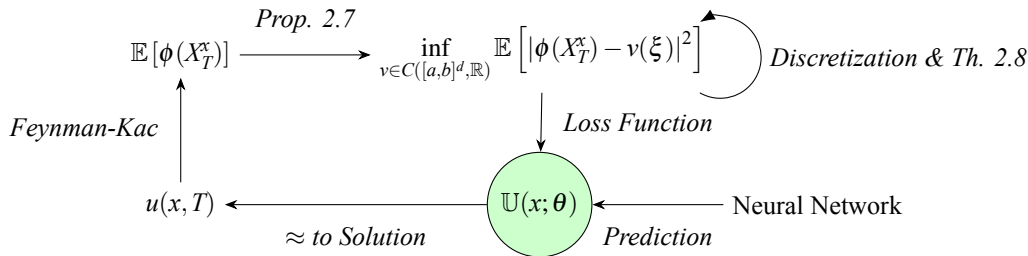 Prop. 2.7
𝔼[ϕ(X_T^x)]
inf_{v∈C([a,b]^d,ℝ)} 𝔼[|ϕ(X_T^x) − v(ξ)|^2]
Discretization & Th. 2.8
Feynman-Kac
Loss Function
u(x,T)
𝕌(x;θ)
Neural Network
≈ to Solution
Prediction